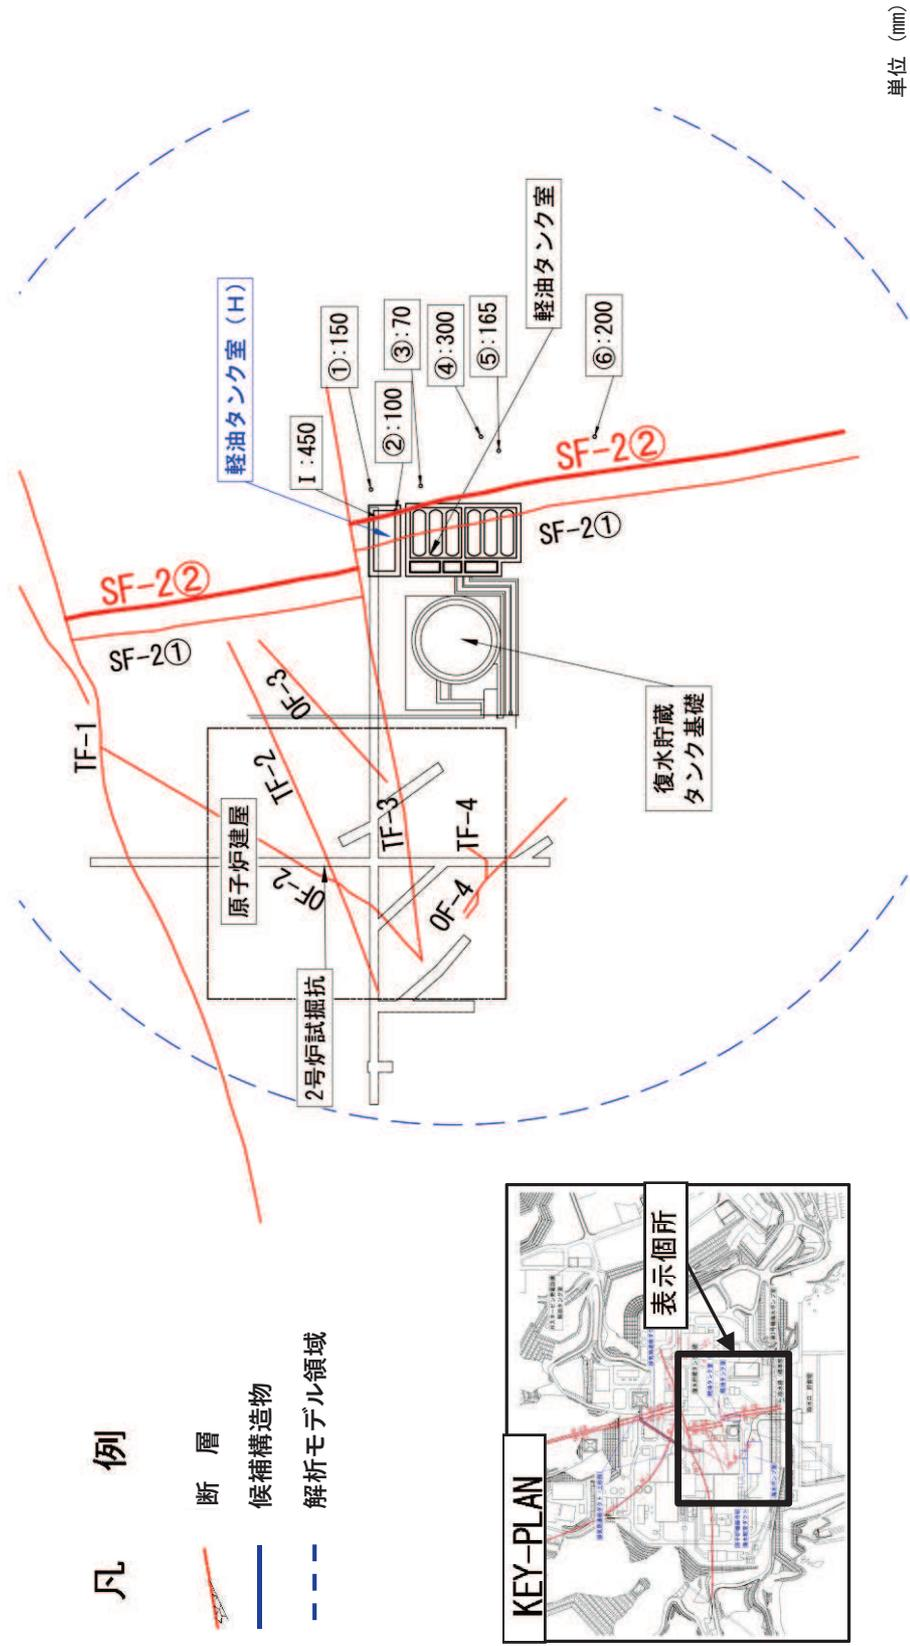 単位 (mm)
軽油タンク室 (H)
I:450
①:150
②:100
③:70
④:300
⑤:165
軽油タンク室
⑥:200
SF-2②
SF-2①
SF-2②
SF-2①
TF-1
OF-3
TF-2
原子炉建屋
OF-2
TF-3
TF-4
OF-4
2号炉試掘坑
復水貯蔵
タンク基礎
凡 例
断 層
候補構造物
解析モデル領域
KEY-PLAN
表示個所